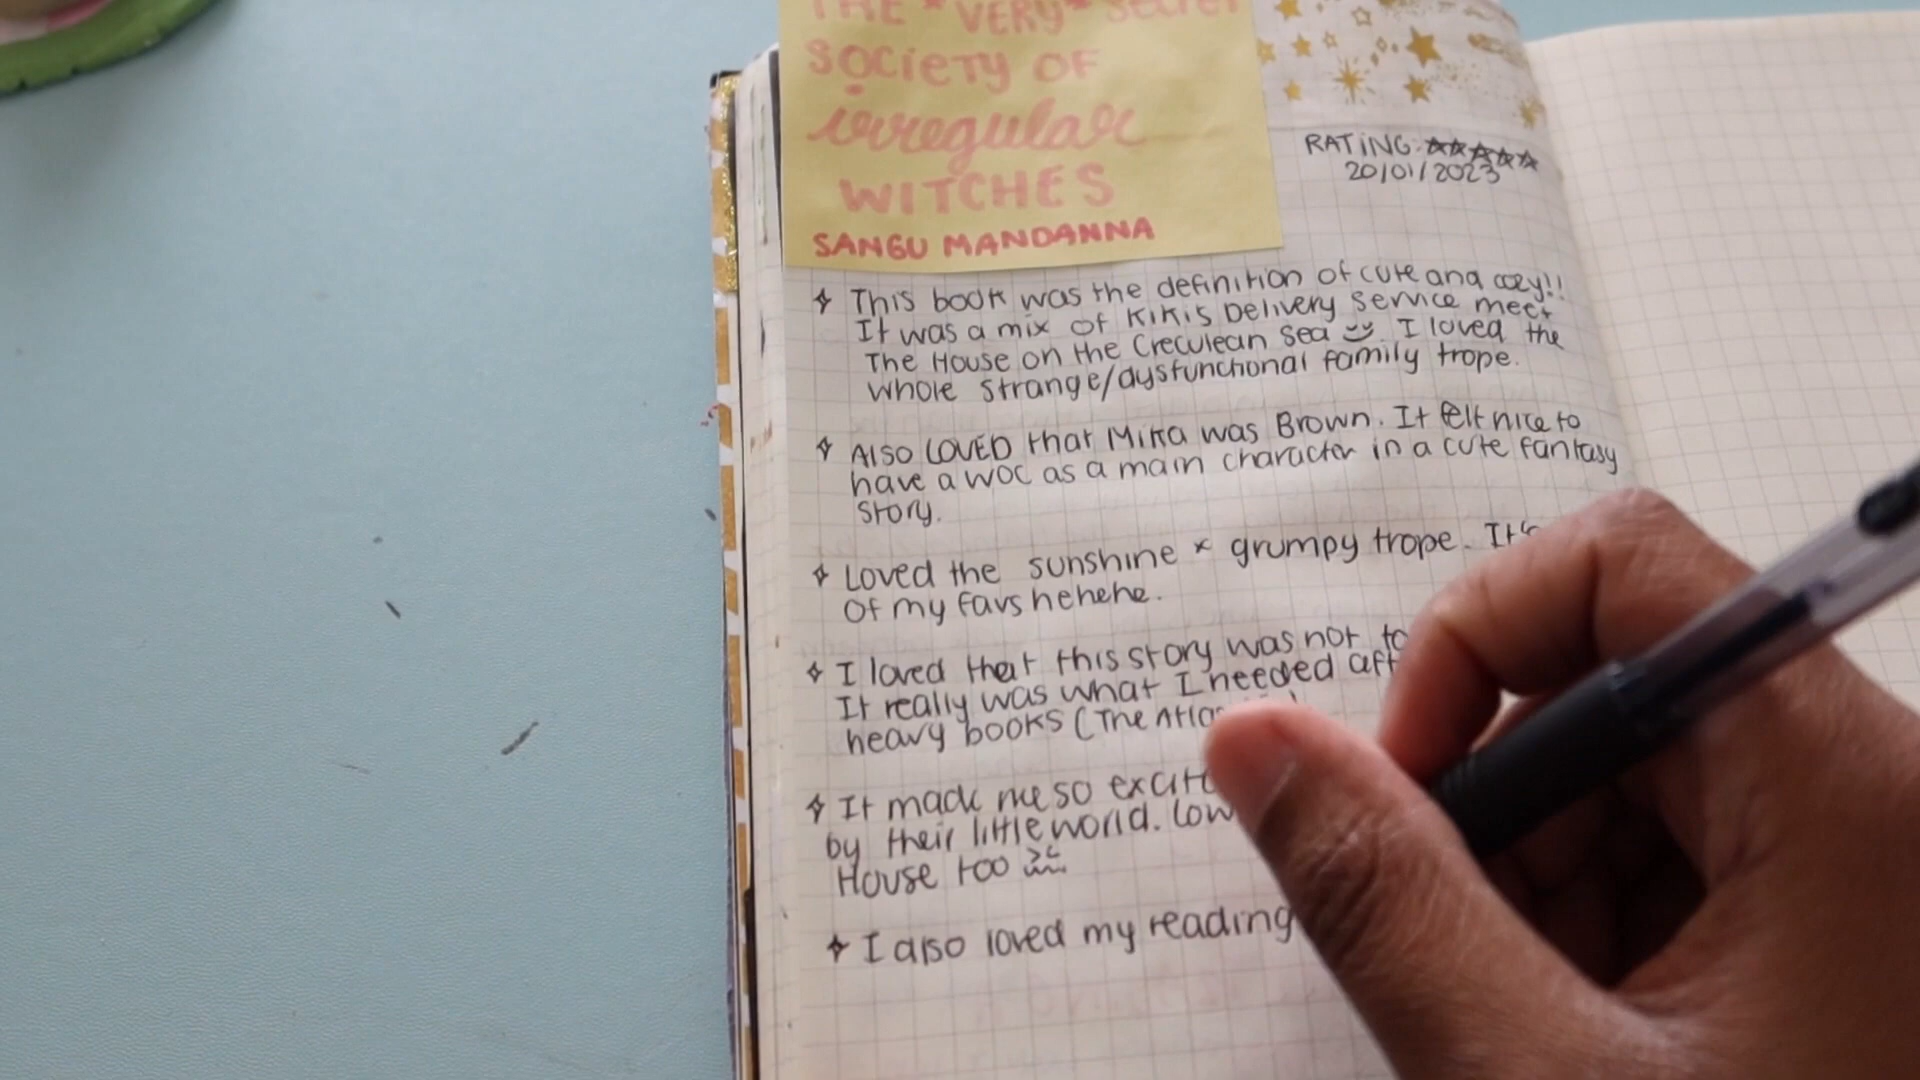 THE *VERY* secret
SOCIETY OF
irregular
WITCHES
SANGU MANDANNA
RATING: ☆☆☆☆☆
20/01/2023
This book was the definition of cute and cozy!!
It was a mix of Kikis Delivery Service meet
The House on the Creculean Sea I loved the
whole strange/dysfunctional family trope.
Also LOVED that Mika was Brown. It felt nice to
have a WOC as a main character in a cute fantasy
story.
Loved the sunshine x grumpy trope. It's
of my favs hehehe.
I loved that this story was not
It really was what I needed
heavy books (The
It made me so
by their little world.
House too
I also loved my reading